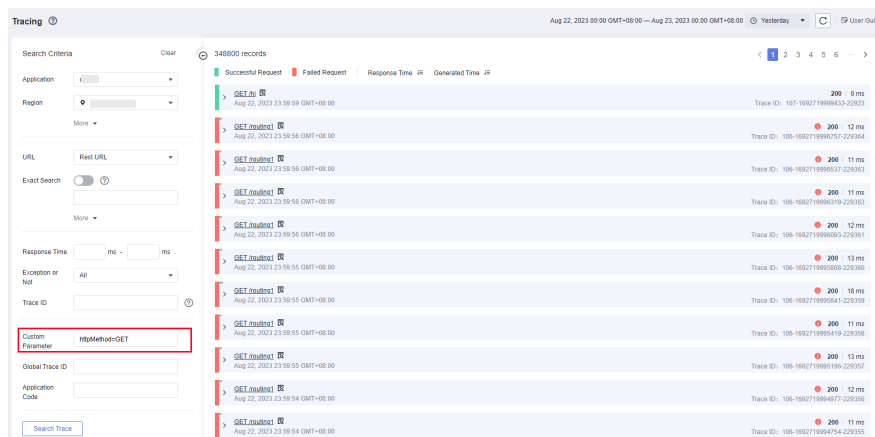 Tracing
Aug 22, 2023 00:00 GMT+08:00 — Aug 23, 2023 00:00 GMT+08:00 Yesterday User Gui
Search Criteria Clear
Application
Region
More
URL Rest URL
Exact Search
More
Response Time ms - ms
Exception or Not All
Trace ID
Custom Parameter httpMethod=GET
Global Trace ID
Application Code
Search Trace
348800 records 1 2 3 4 5 6 ... 
Successful Request Failed Request Response Time Generated Time
GET /hi 200 0 ms
Aug 22, 2023 23:59:59 GMT+08:00 Trace ID: 107-1692719999433-22923
GET /routing1 200 12 ms
Aug 22, 2023 23:59:56 GMT+08:00 Trace ID: 106-1692719996757-229364
GET /routing1 200 11 ms
Aug 22, 2023 23:59:56 GMT+08:00 Trace ID: 106-1692719996537-229363
GET /routing1 200 11 ms
Aug 22, 2023 23:59:56 GMT+08:00 Trace ID: 106-1692719996319-229362
GET /routing1 200 12 ms
Aug 22, 2023 23:59:56 GMT+08:00 Trace ID: 106-1692719996093-229361
GET /routing1 200 13 ms
Aug 22, 2023 23:59:55 GMT+08:00 Trace ID: 106-1692719995868-229360
GET /routing1 200 18 ms
Aug 22, 2023 23:59:55 GMT+08:00 Trace ID: 106-1692719995641-229359
GET /routing1 200 11 ms
Aug 22, 2023 23:59:55 GMT+08:00 Trace ID: 106-1692719995419-229358
GET /routing1 200 13 ms
Aug 22, 2023 23:59:55 GMT+08:00 Trace ID: 106-1692719995196-229357
GET /routing1 200 12 ms
Aug 22, 2023 23:59:54 GMT+08:00 Trace ID: 106-1692719994977-229356
GET /routing1 200 11 ms
Aug 22, 2023 23:59:54 GMT+08:00 Trace ID: 106-1692719994754-229355